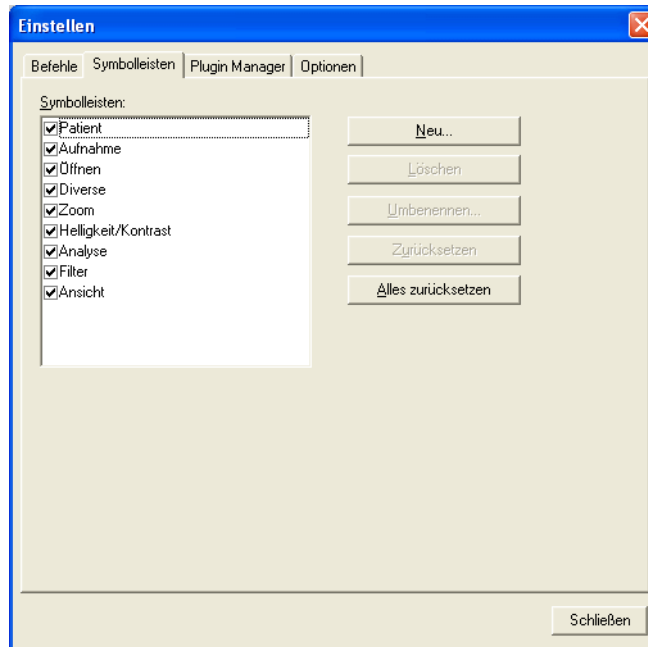 Einstellen
Befehle Symbolleisten Plugin Manager Optionen
Symbolleisten:
Patient
Aufnahme
Öffnen
Diverse
Zoom
Helligkeit/Kontrast
Analyse
Filter
Ansicht
Neu...
Löschen
Umbenennen...
Zurücksetzen
Alles zurücksetzen
Schließen